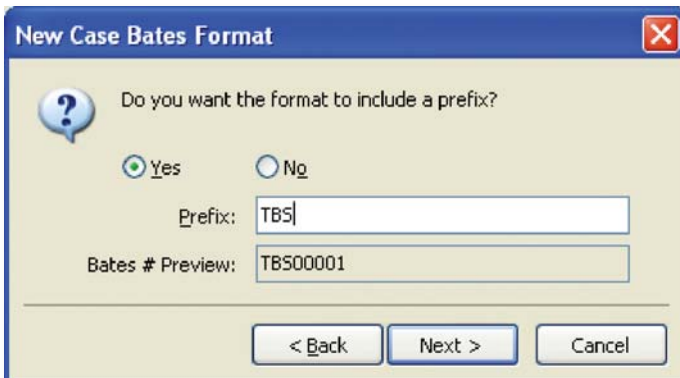 New Case Bates Format
Do you want the format to include a prefix?
Yes No
Prefix: TBS
Bates # Preview: TBS00001
< Back Next > Cancel